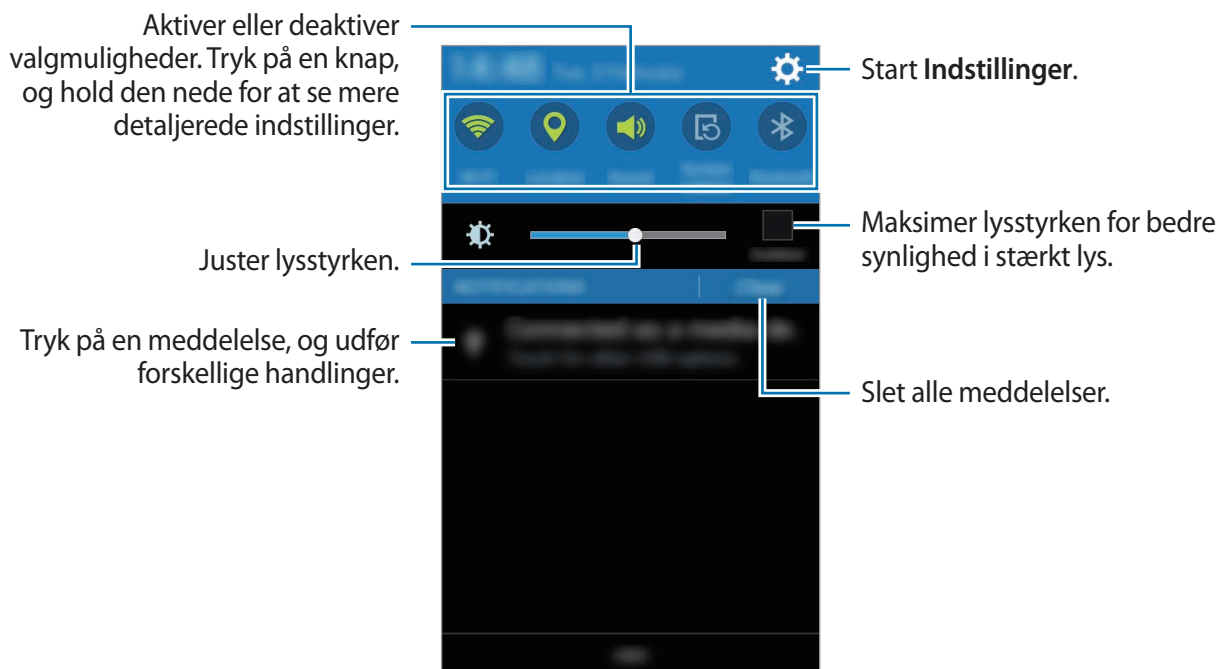 Aktiver eller deaktiver
valgmuligheder. Tryk på en knap,
og hold den nede for at se mere
detaljerede indstillinger.
Start Indstillinger.
Maksimer lysstyrken for bedre
synlighed i stærkt lys.
Juster lysstyrken.
Tryk på en meddelelse, og udfør
forskellige handlinger.
Slet alle meddelelser.